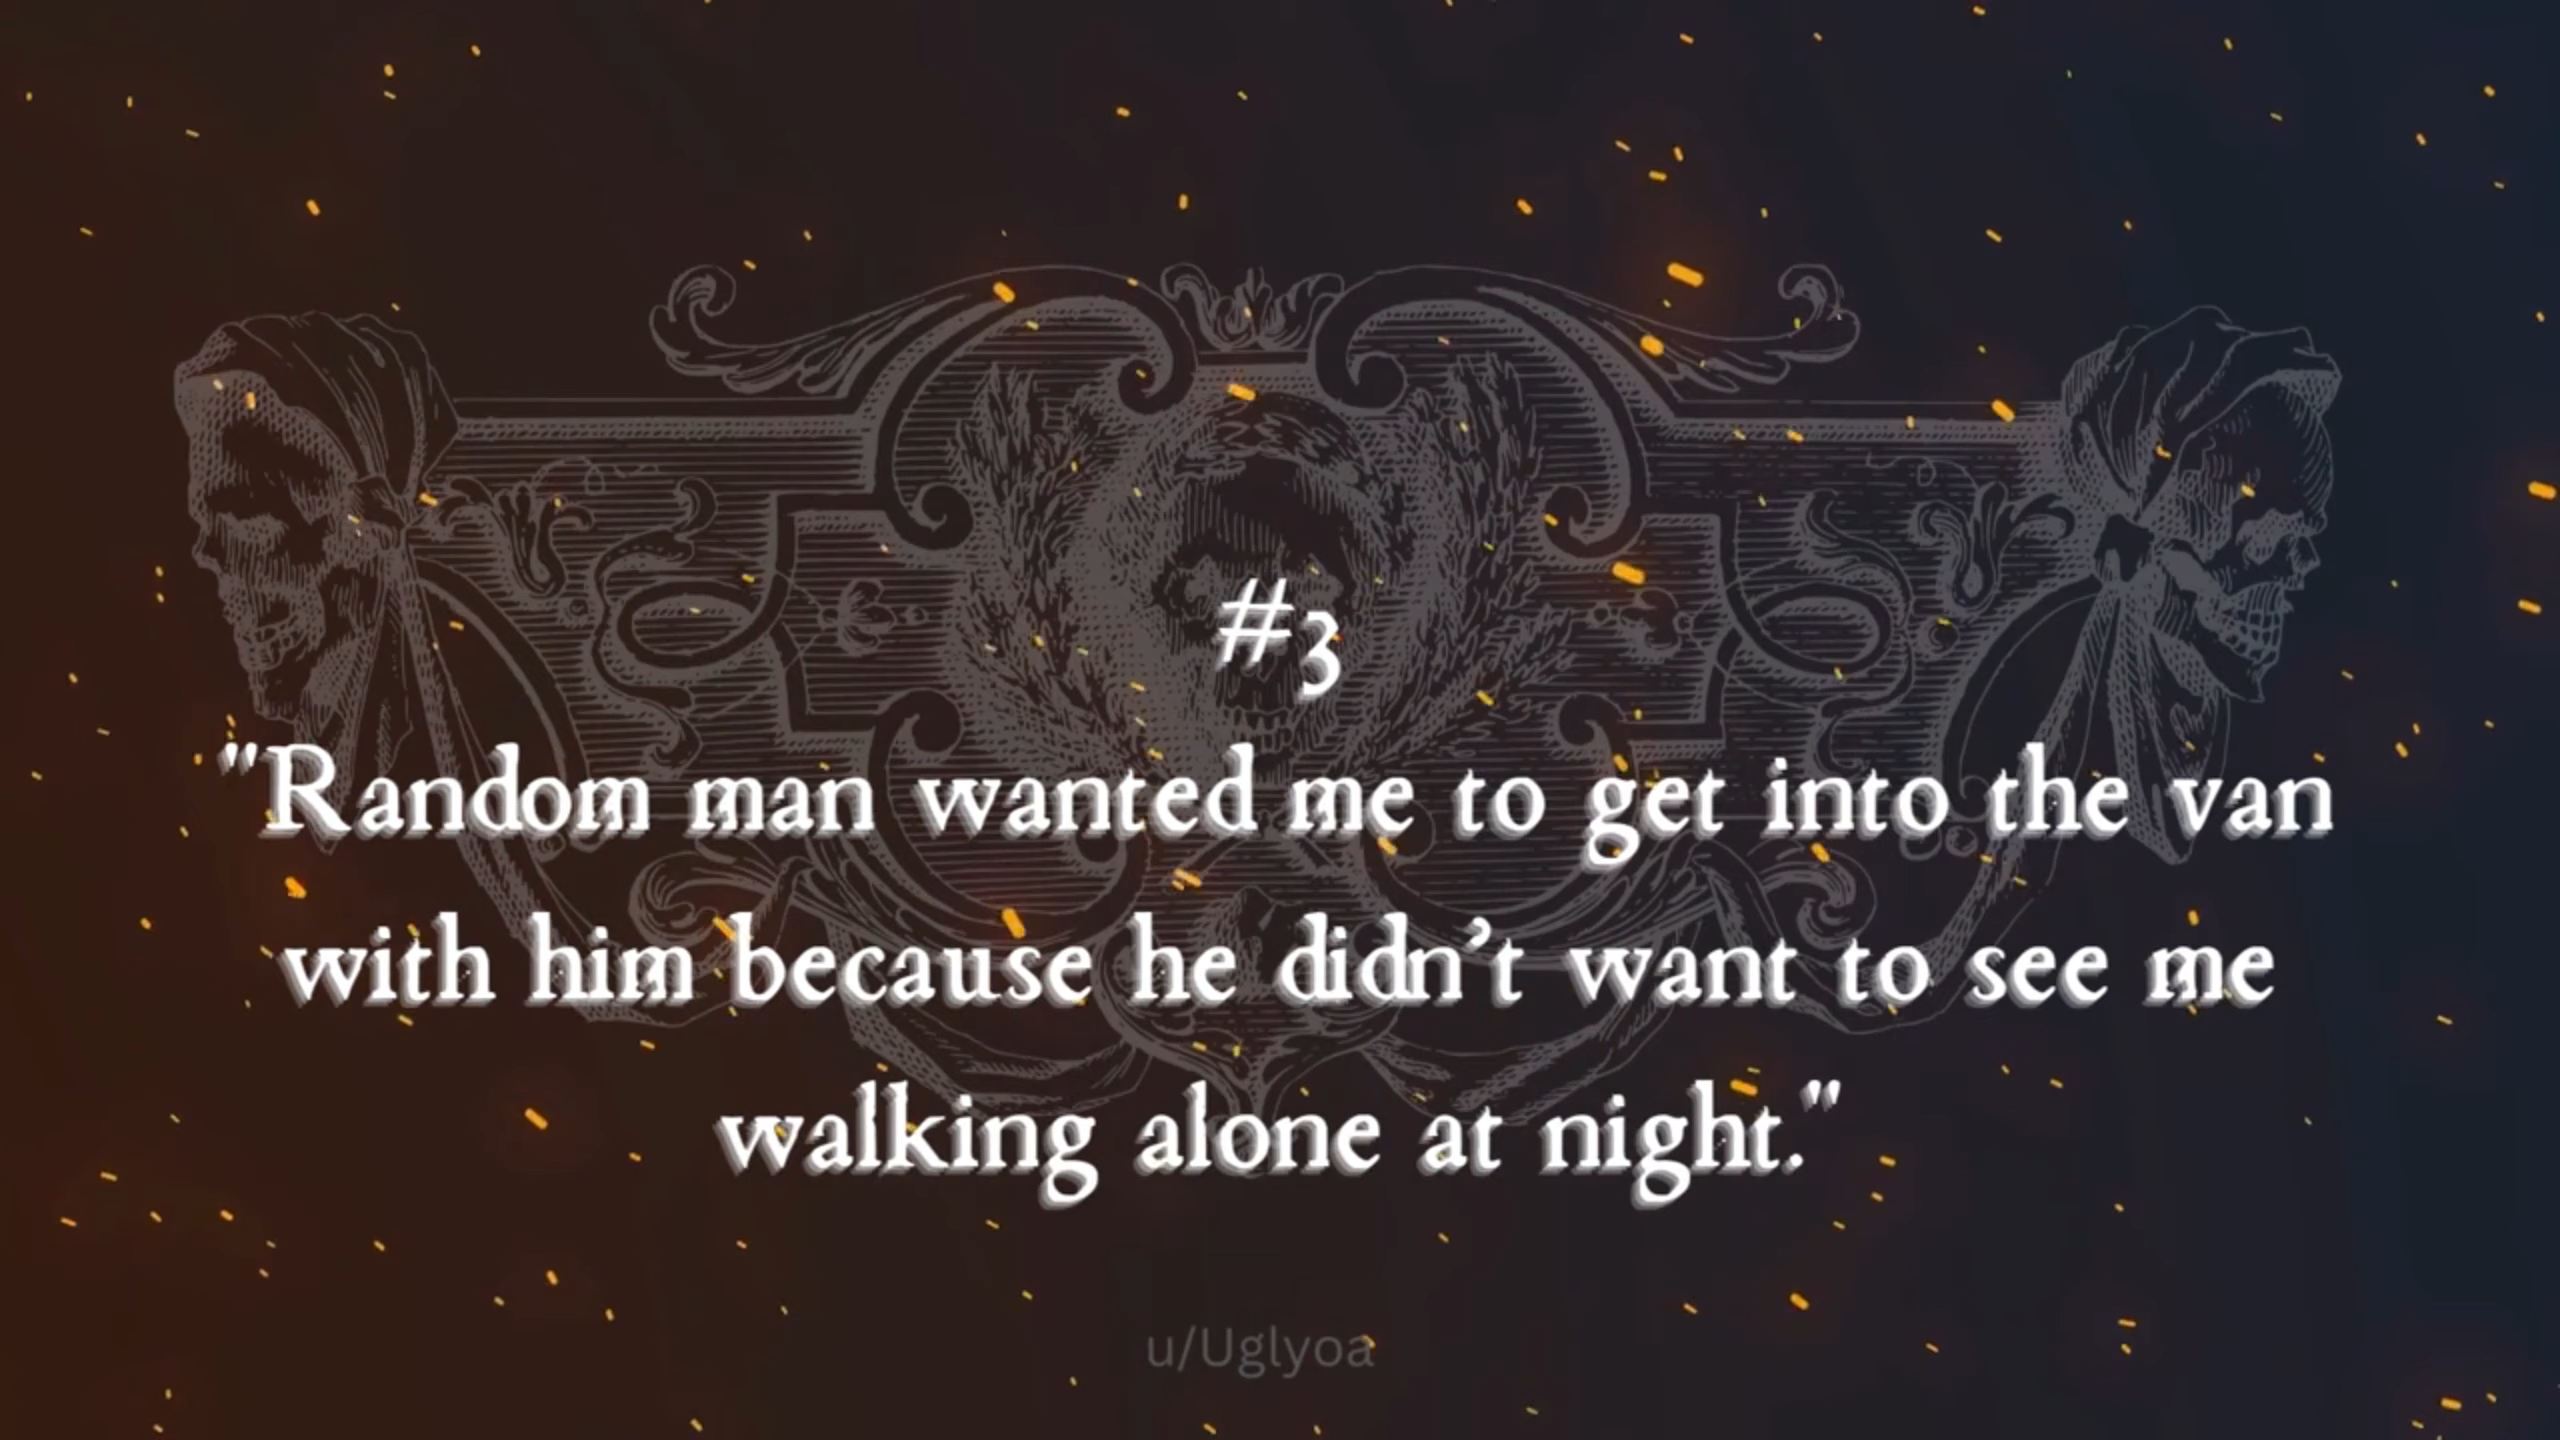 #3
"Random man wanted me to get into the van
with him because he didn't want to see me
walking alone at night."
u/Uglyoa